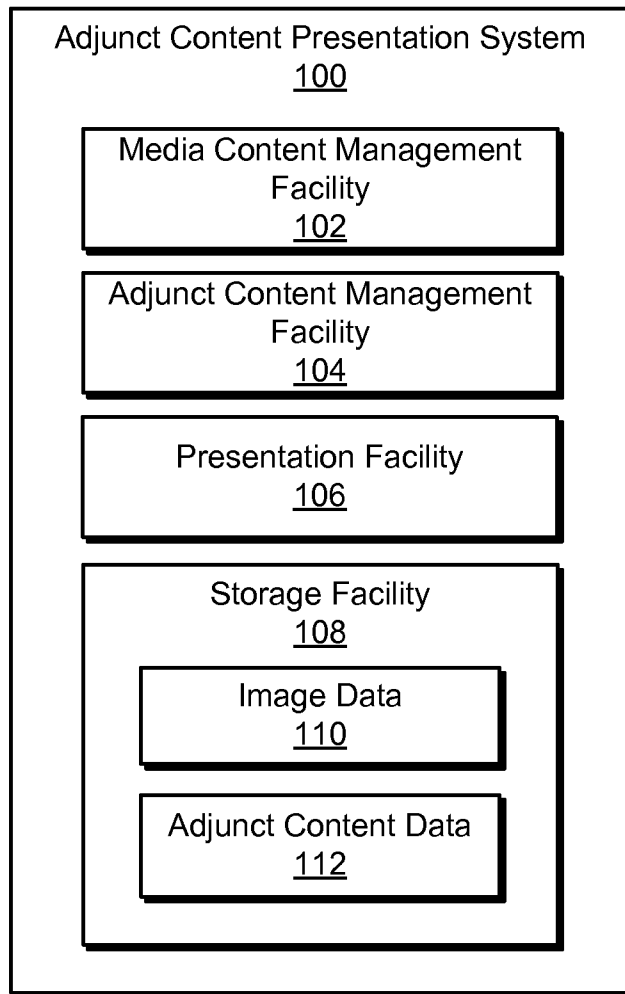 Adjunct Content Presentation System
100
Media Content Management
Facility
102
Adjunct Content Management
Facility
104
Presentation Facility
106
Storage Facility
108
Image Data
110
Adjunct Content Data
112